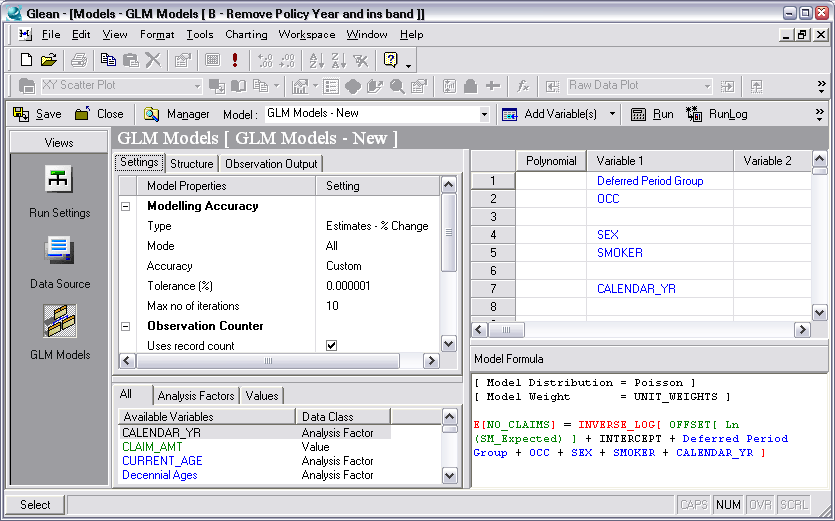 Glean - [Models - GLM Models [ B - Remove Policy Year and ins band ]]
File Edit View Format Tools Charting Workspace Window Help
XY Scatter Plot Raw Data Plot
Save Close Manager Model : GLM Models - New Add Variable(s) Run RunLog
Views
Run Settings
Data Source
GLM Models
GLM Models [ GLM Models - New ]
Settings Structure Observation Output
Model Properties Setting
Modelling Accuracy
Type Estimates - % Change
Mode All
Accuracy Custom
Tolerance (%) 0.000001
Max no of iterations 10
Observation Counter
Uses record count
All Analysis Factors Values
Available Variables Data Class
CALENDAR_YR Analysis Factor
CLAIM_AMT Value
CURRENT_AGE Analysis Factor
Decennial Ages Analysis Factor
Polynomial Variable 1 Variable 2
1 Deferred Period Group
2 OCC
3
4 SEX
5 SMOKER
6
7 CALENDAR_YR
8
Model Formula
[ Model Distribution = Poisson ]
[ Model Weight = UNIT_WEIGHTS ]
E[NO_CLAIMS] = INVERSE_LOG[ OFFSET[ Ln
(SM_Expected) ] + INTERCEPT + Deferred Period
Group + OCC + SEX + SMOKER + CALENDAR_YR ]
Select CAPS NUM OVR SCRL